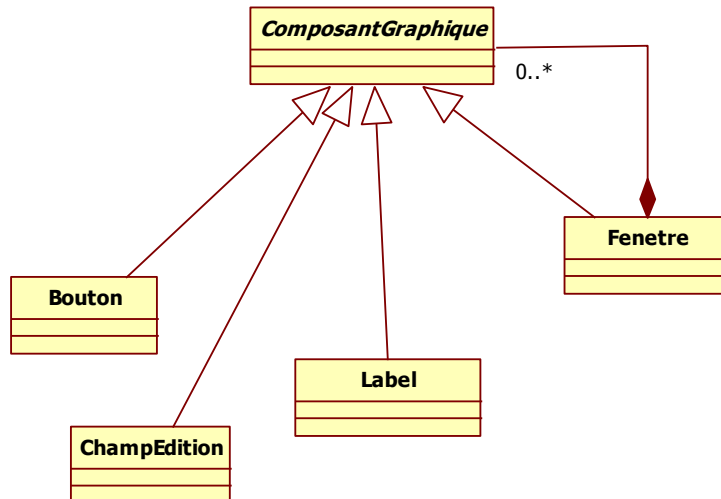 ComposantGraphique
0..*
Fenetre
Bouton
Label
ChampEdition